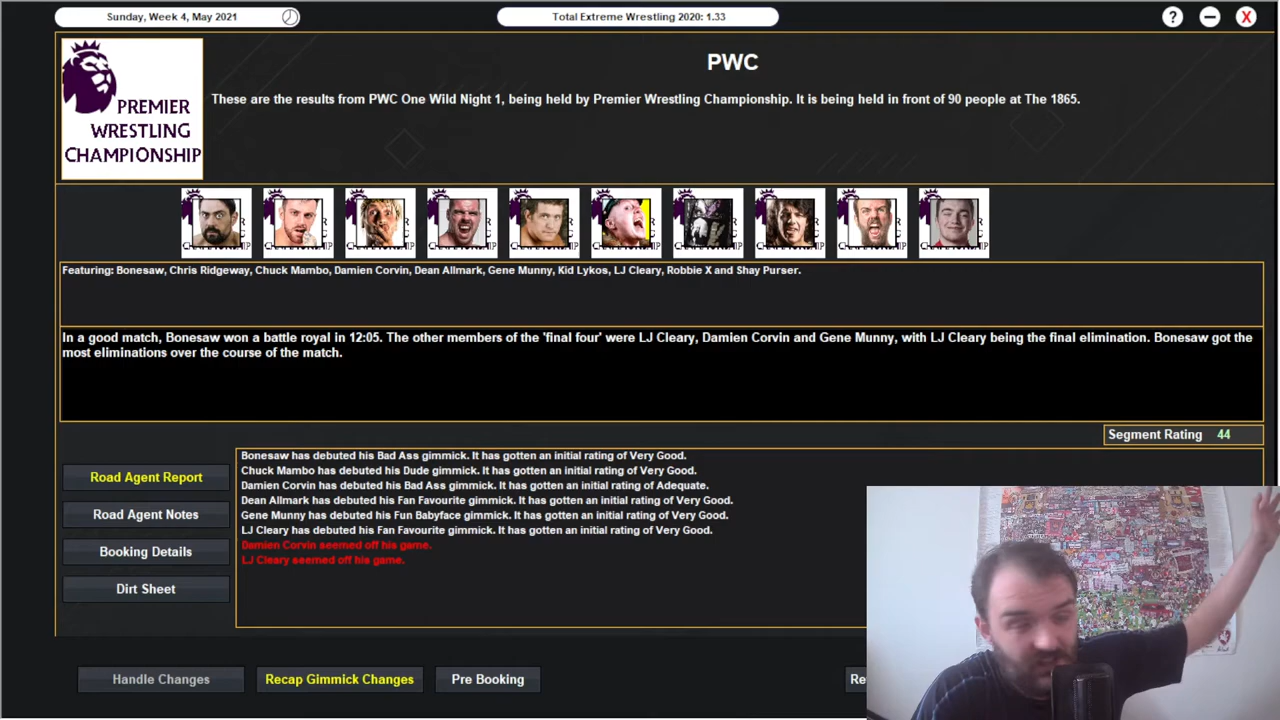 Sunday, Week 4, May 2021
Total Extreme Wrestling 2020: 1.33
?
X
PREMIER
WRESTLING
CHAMPIONSHIP
PWC
These are the results from PWC One Wild Night 1, being held by Premier Wrestling Championship. It is being held in front of 90 people at The 1865.
Featuring: Bonesaw, Chris Ridgeway, Chuck Mambo, Damien Corvin, Dean Allmark, Gene Munny, Kid Lykos, LJ Cleary, Robbie X and Shay Purser.
In a good match, Bonesaw won a battle royal in 12:05. The other members of the 'final four' were LJ Cleary, Damien Corvin and Gene Munny, with LJ Cleary being the final elimination. Bonesaw got the
most eliminations over the course of the match.
Segment Rating 44
Road Agent Report
Road Agent Notes
Booking Details
Dirt Sheet
Bonesaw has debuted his Bad Ass gimmick. It has gotten an initial rating of Very Good.
Chuck Mambo has debuted his Dude gimmick. It has gotten an initial rating of Very Good.
Damien Corvin has debuted his Bad Ass gimmick. It has gotten an initial rating of Adequate.
Dean Allmark has debuted his Fan Favourite gimmick. It has gotten an initial rating of Very Good.
Gene Munny has debuted his Fun Babyface gimmick. It has gotten an initial rating of Very Good.
LJ Cleary has debuted his Fan Favourite gimmick. It has gotten an initial rating of Very Good.
Damien Corvin seemed off his game.
LJ Cleary seemed off his game.
Handle Changes
Recap Gimmick Changes
Pre Booking
Re